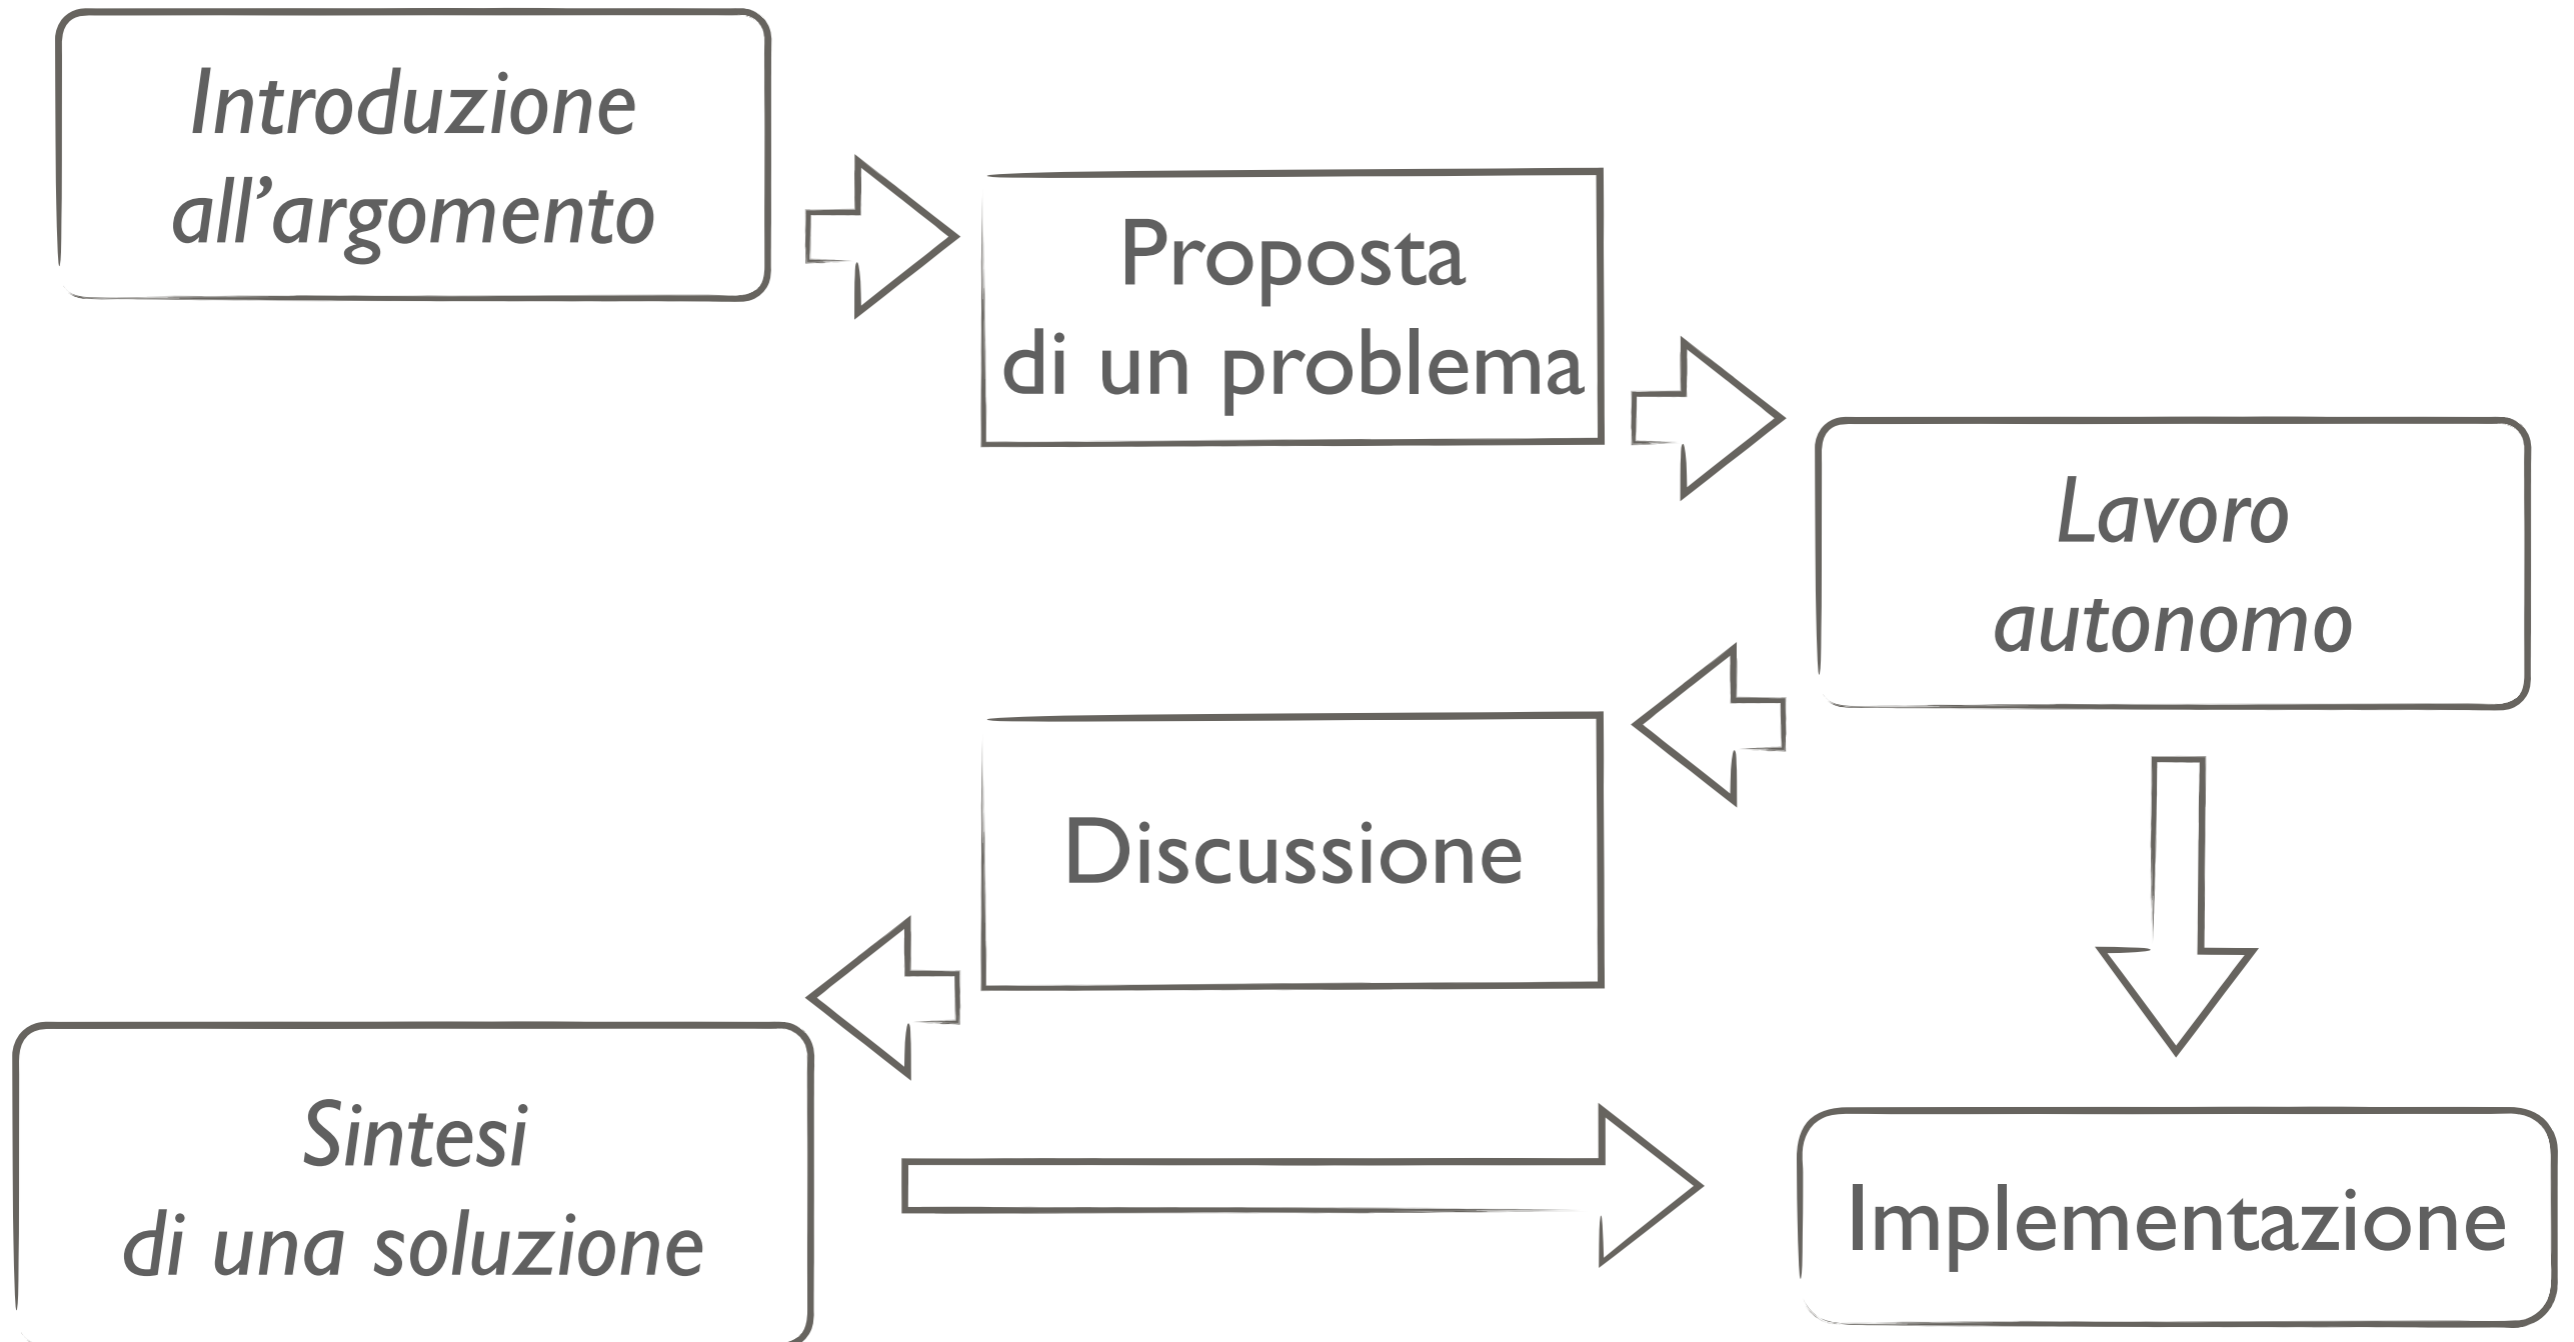 Introduzione
all’argomento
Proposta
di un problema
Lavoro
autonomo
Discussione
Sintesi
di una soluzione
Implementazione